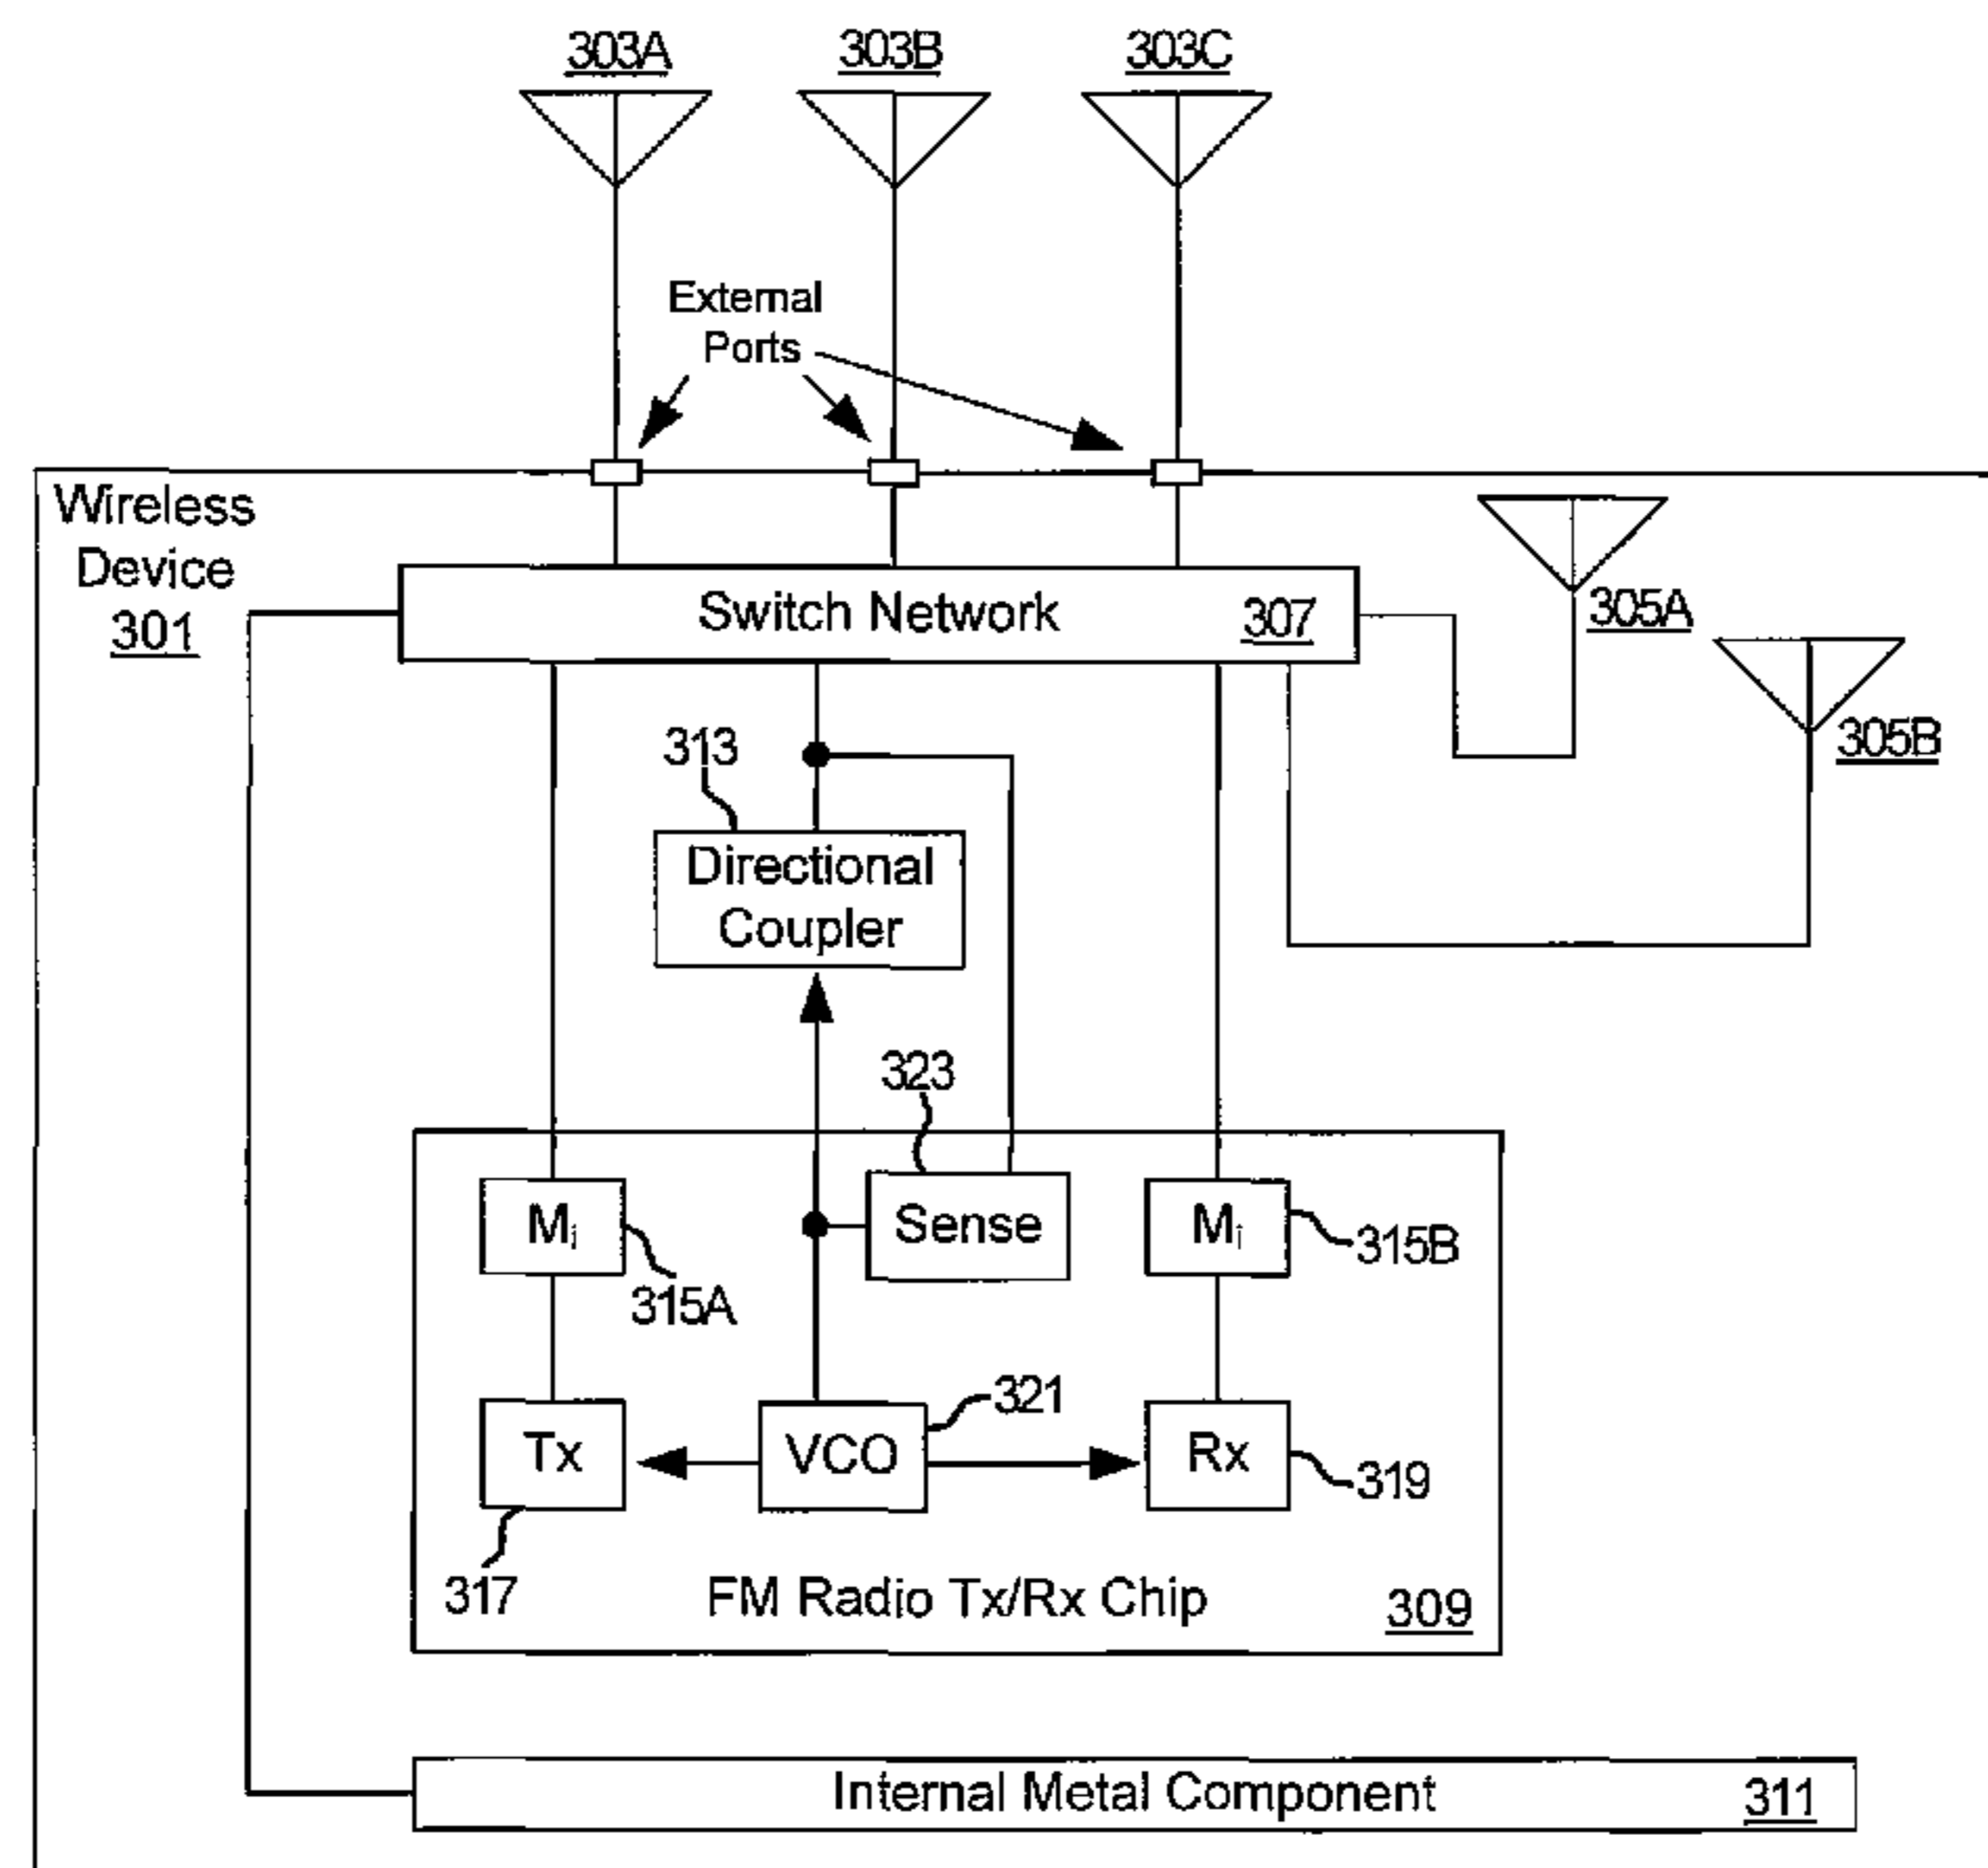 303A
303B
303C
External
Ports
Wireless
Device
301
Switch Network 307
305A
305B
313
Directional
Coupler
323
Mi
Sense
Mi
315A
315B
Tx
VCO
321
Rx
319
317
FM Radio Tx/Rx Chip 309
Internal Metal Component 311